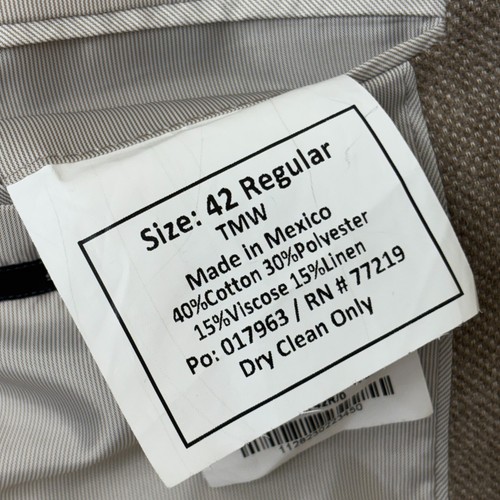 Size: 42 Regular
TMW
Made in Mexico
40%Cotton 30%Polyester
15%Viscose 15%Linen
Po: 017963 / RN # 77219
Dry Clean Only